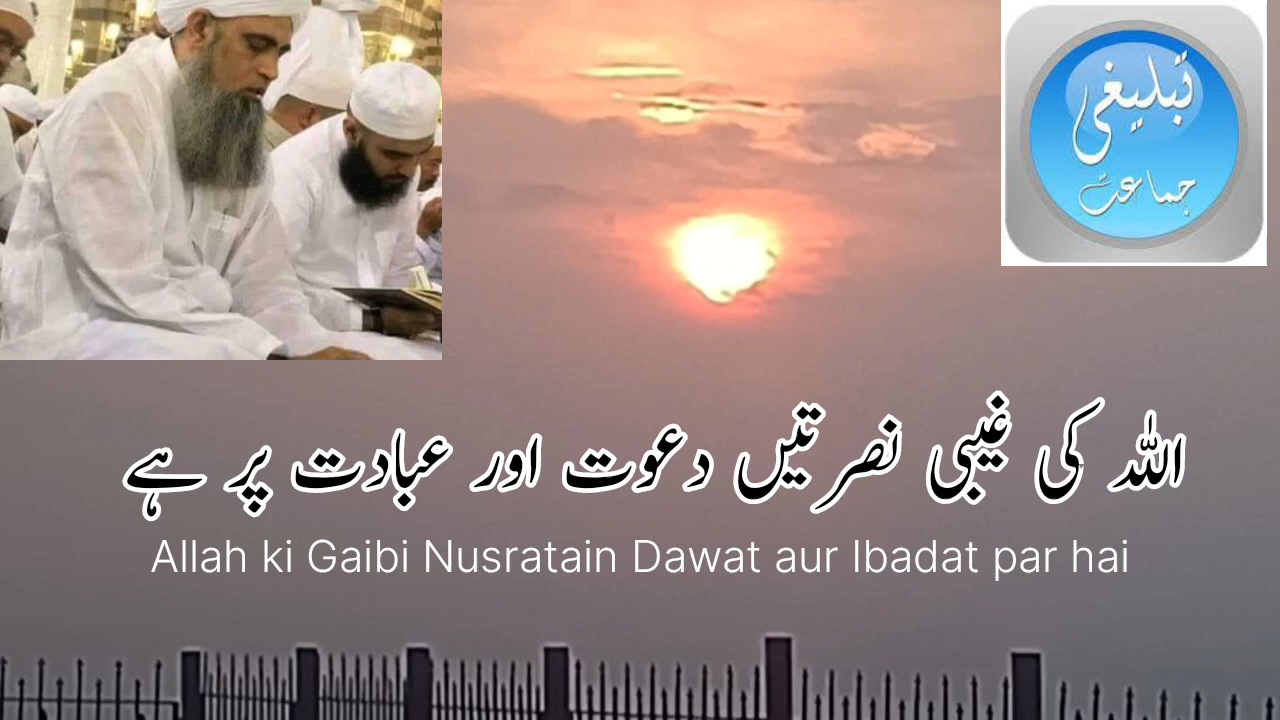 تبلیغی
جماعت
اللہ کی غیبی نصرتیں دعوت اور عبادت پر ہے
Allah ki Gaibi Nusratain Dawat aur Ibadat par hai